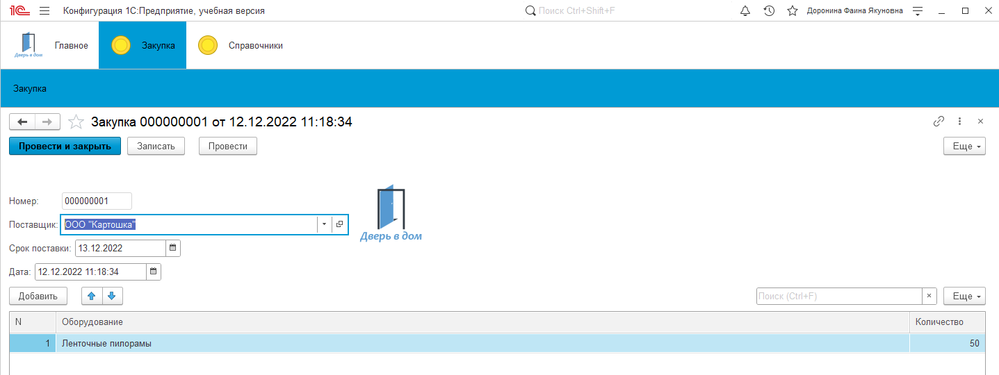 1С Конфигурация 1С:Предприятие, учебная версия Поиск Ctrl+Shift+F Доронина Фаина Якуновна
Дверь в дом Главное Закупка Справочники
Закупка
Закупка 000000001 от 12.12.2022 11:18:34
Провести и закрыть Записать Провести Еще
Номер: 000000001
Поставщик: ООО "Картошка"
Дверь в дом
Срок поставки: 13.12.2022
Дата: 12.12.2022 11:18:34
Добавить Поиск (Ctrl+F) Еще
N Оборудование Количество
1 Ленточные пилорамы 50